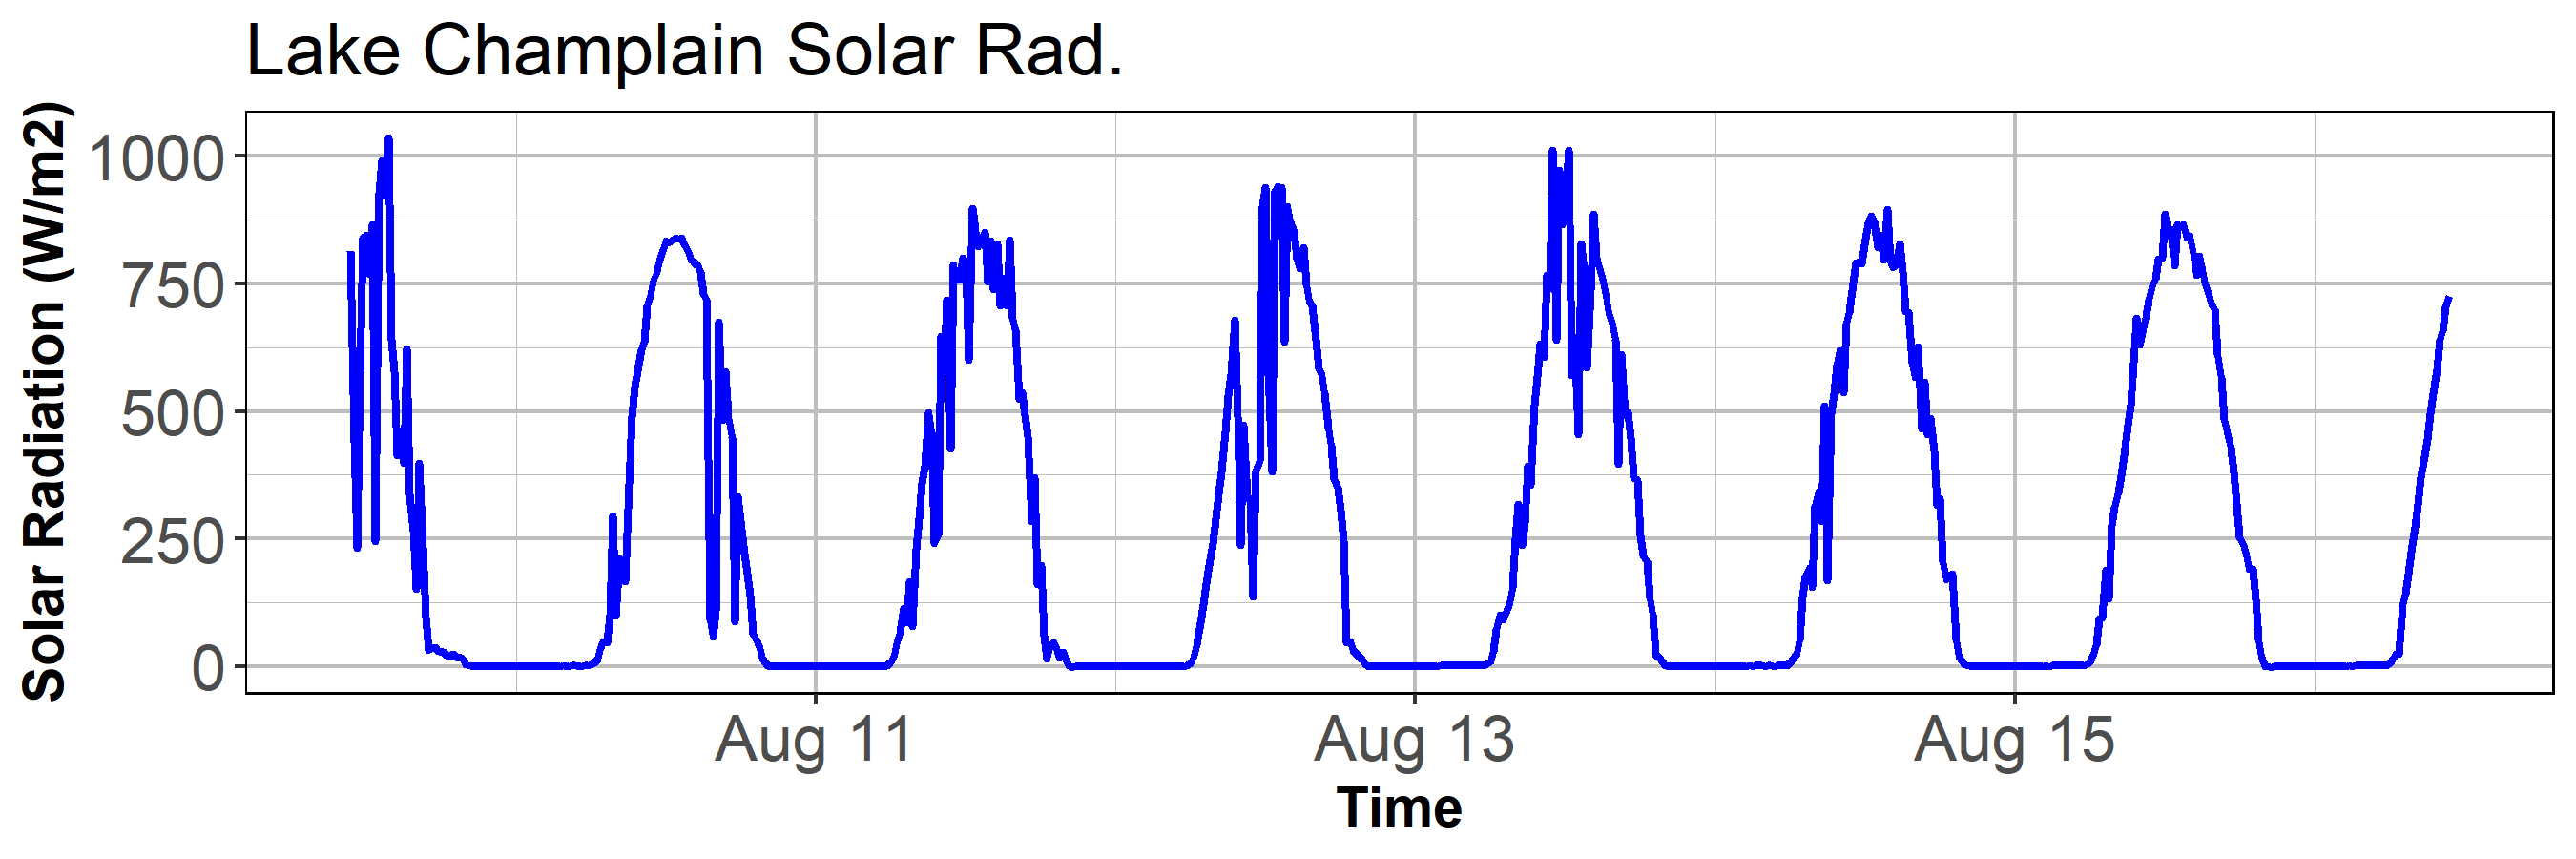 Lake Champlain Solar Rad.
Solar Radiation (W/m2)
1000
750
500
250
0
Aug 11 Aug 13 Aug 15
Time